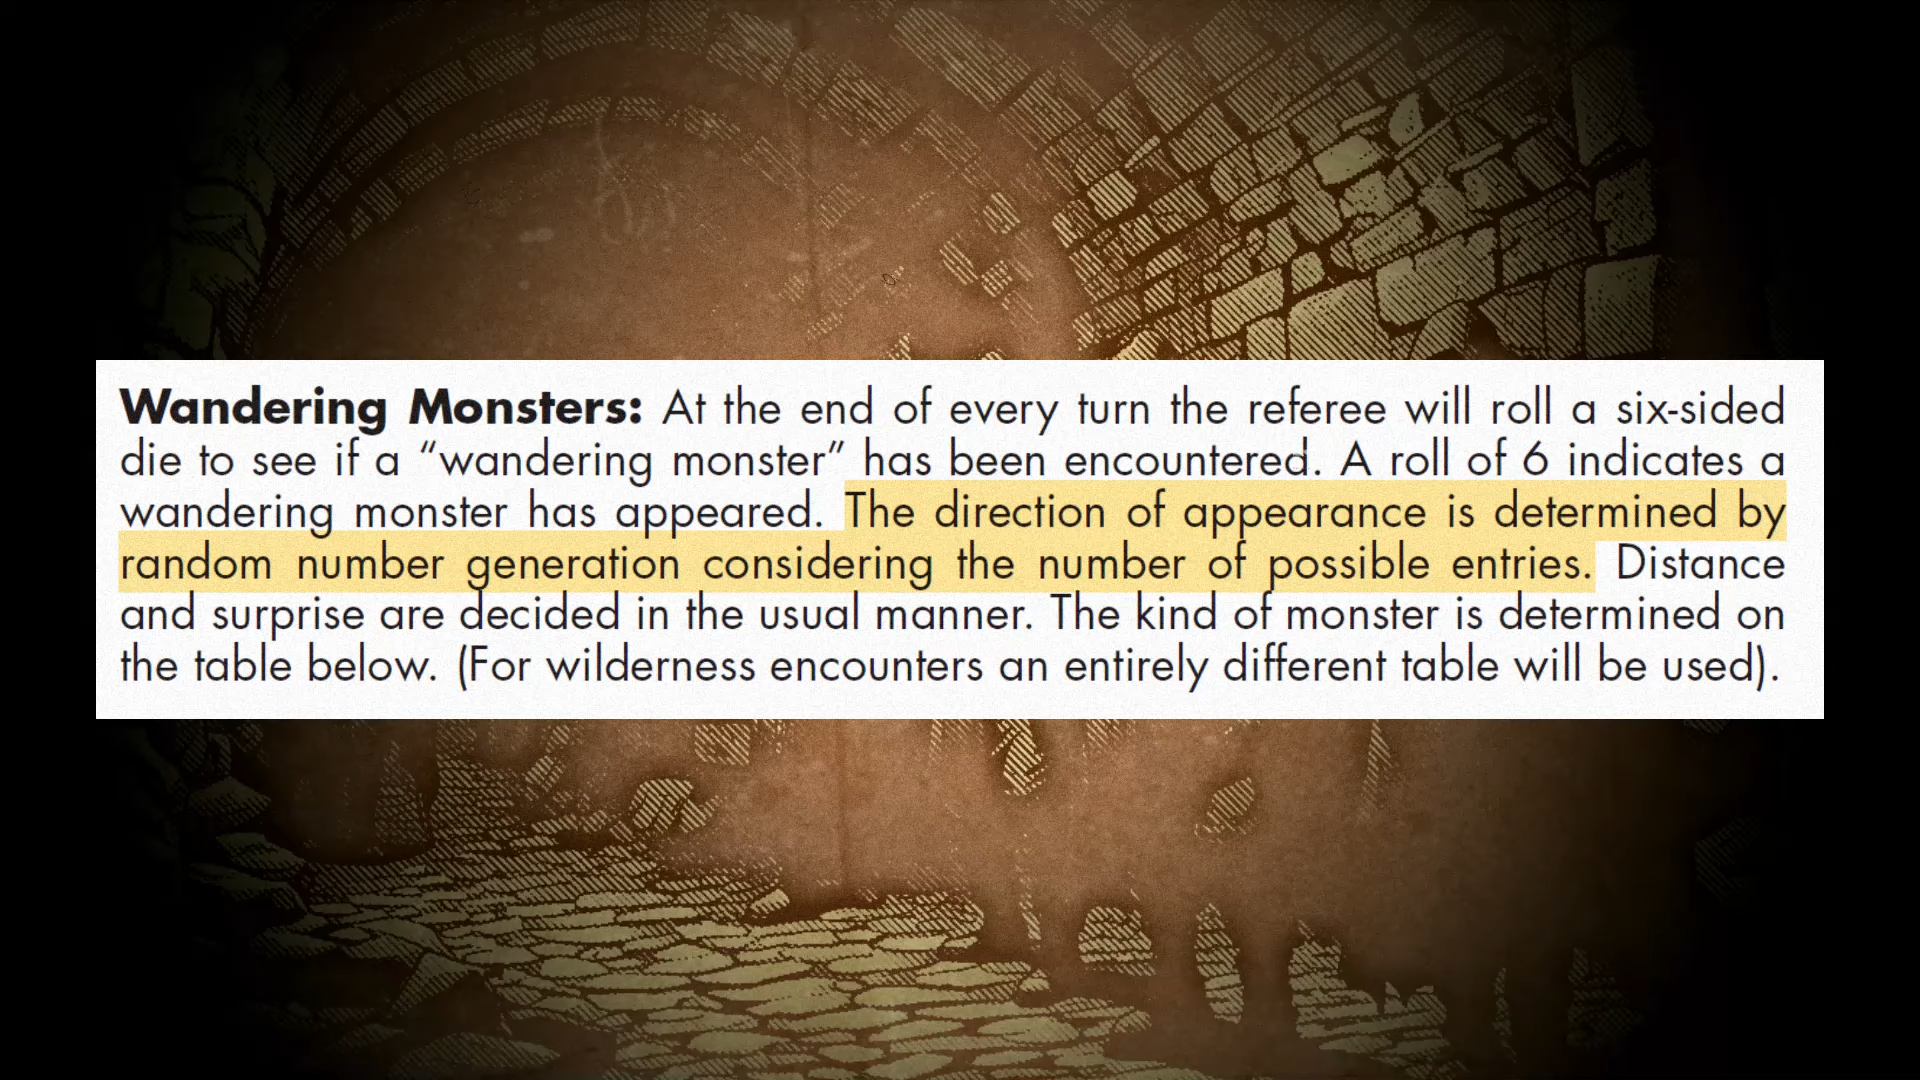 Wandering Monsters: At the end of every turn the referee will roll a six-sided
die to see if a “wandering monster” has been encountered. A roll of 6 indicates a
wandering monster has appeared. The direction of appearance is determined by
random number generation considering the number of possible entries. Distance
and surprise are decided in the usual manner. The kind of monster is determined on
the table below. (For wilderness encounters an entirely different table will be used).